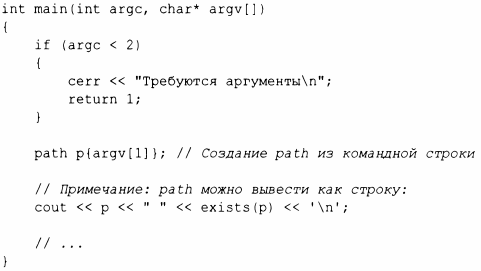 int main(int argc, char* argv[])
{
if (argc < 2)
{
cerr << "Требуются аргументы\n";
return 1;
}
path p{argv[1]}; // Создание path из командной строки
// Примечание: path можно вывести как строку:
cout << p << " " << exists(p) << '\n';
// ...
}